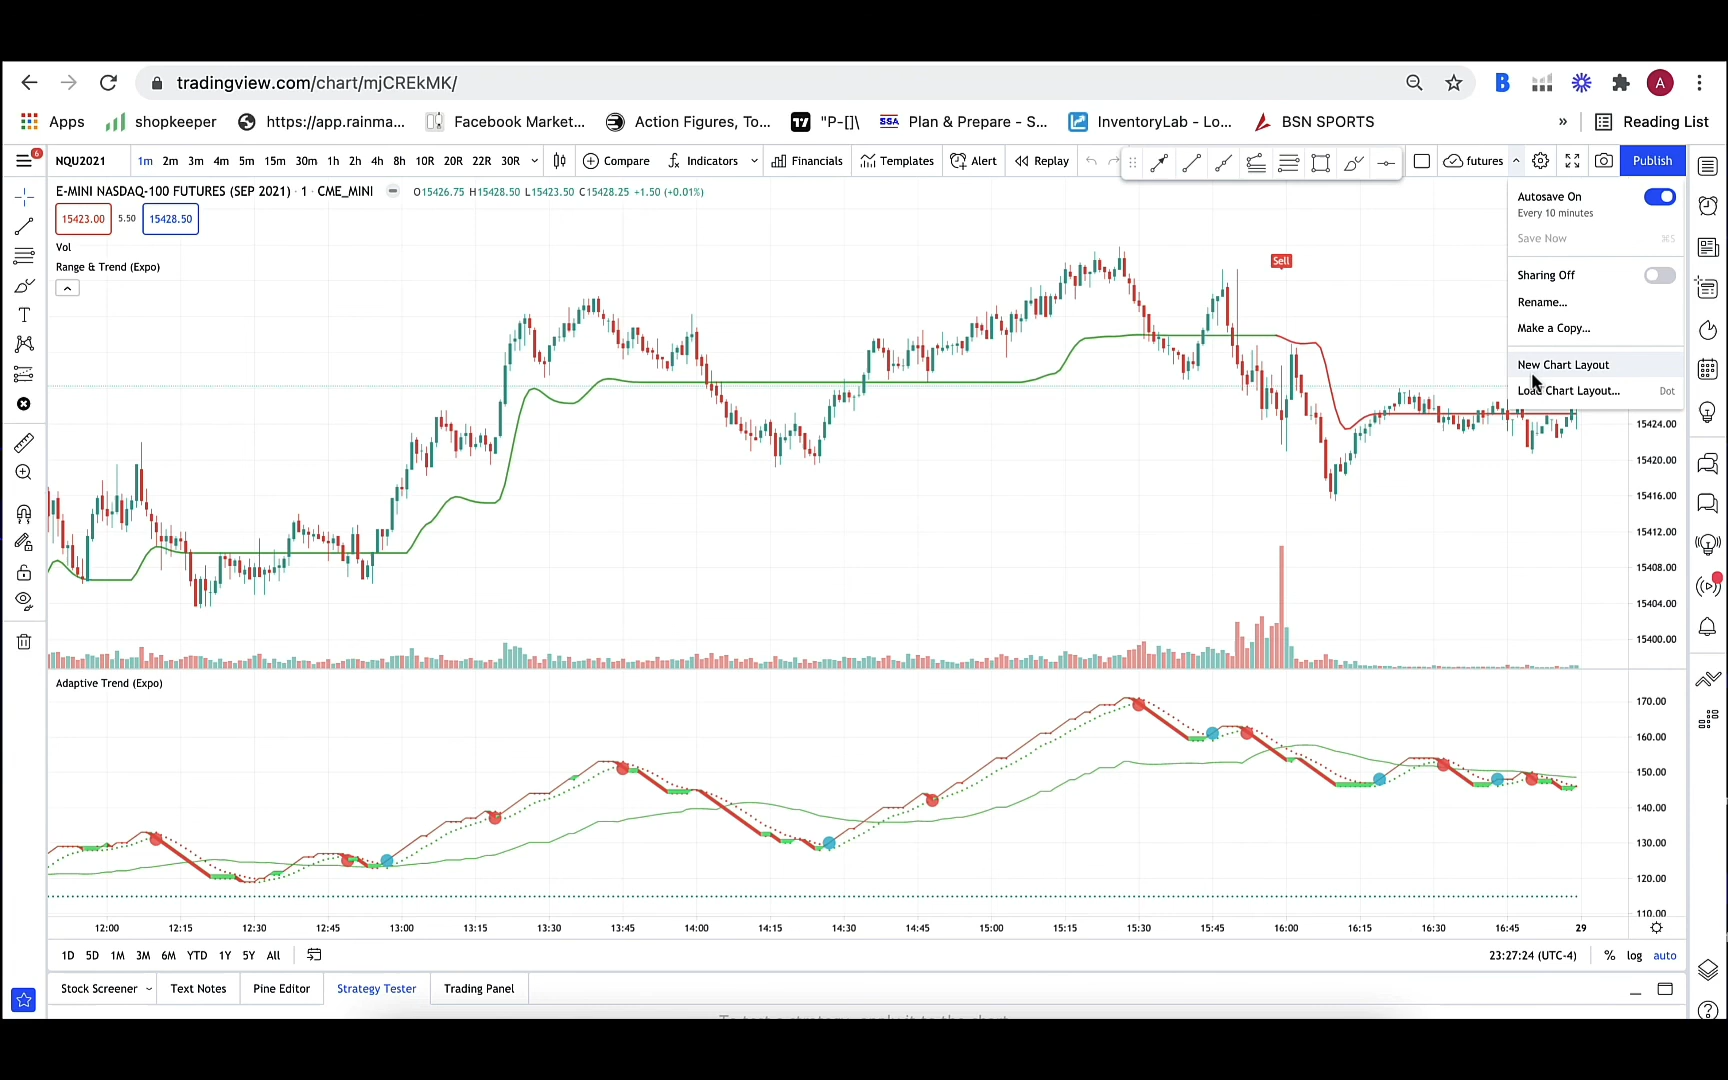 tradingview.com/chart/mjCREkMK/
A
Apps
shopkeeper
https://app.rainma...
Facebook Market...
Action Figures, To...
"P-[]\
SSA
Plan & Prepare - S...
InventoryLab - Lo...
BSN SPORTS
»
Reading List
6
NQU2021
1m 2m 3m 4m 5m 15m 30m 1h 2h 4h 8h 10R 20R 22R 30R
Compare
Indicators
Financials
Templates
Alert
Replay
futures
Publish
E-MINI NASDAQ-100 FUTURES (SEP 2021) · 1 · CME_MINI
O15426.75 H15428.50 L15423.50 C15428.25 +1.50 (+0.01%)
15423.00 5.50 15428.50
Vol
Range & Trend (Expo)
Sell
Autosave On
Every 10 minutes
Save Now ⌘S
Sharing Off
Rename...
Make a Copy...
New Chart Layout
Load Chart Layout... Dot
15424.00
15420.00
15416.00
15412.00
15408.00
15404.00
15400.00
Adaptive Trend (Expo)
170.00
160.00
150.00
140.00
130.00
120.00
110.00
12:00 12:15 12:30 12:45 13:00 13:15 13:30 13:45 14:00 14:15 14:30 14:45 15:00 15:15 15:30 15:45 16:00 16:15 16:30 16:45 29
1D 5D 1M 3M 6M YTD 1Y 5Y All
23:27:24 (UTC-4) % log auto
Stock Screener
Text Notes
Pine Editor
Strategy Tester
Trading Panel